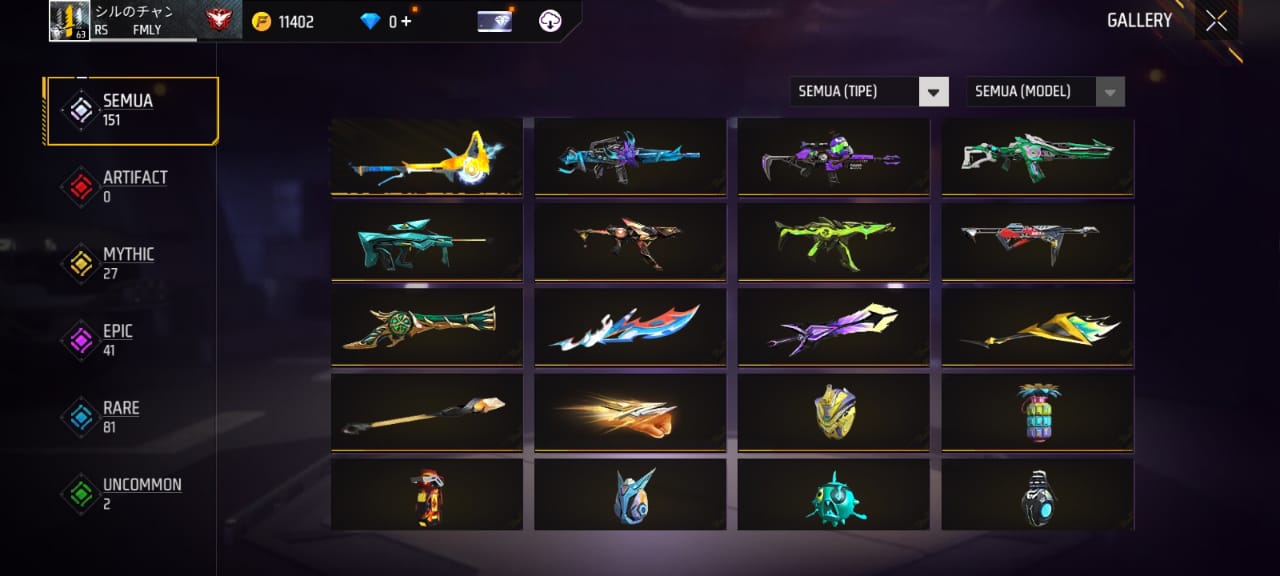 シルのチャン
RS FMLY
63
11402
0 +
GALLERY
SEMUA
151
SEMUA (TIPE)
SEMUA (MODEL)
ARTIFACT
0
MYTHIC
27
EPIC
41
RARE
81
UNCOMMON
2